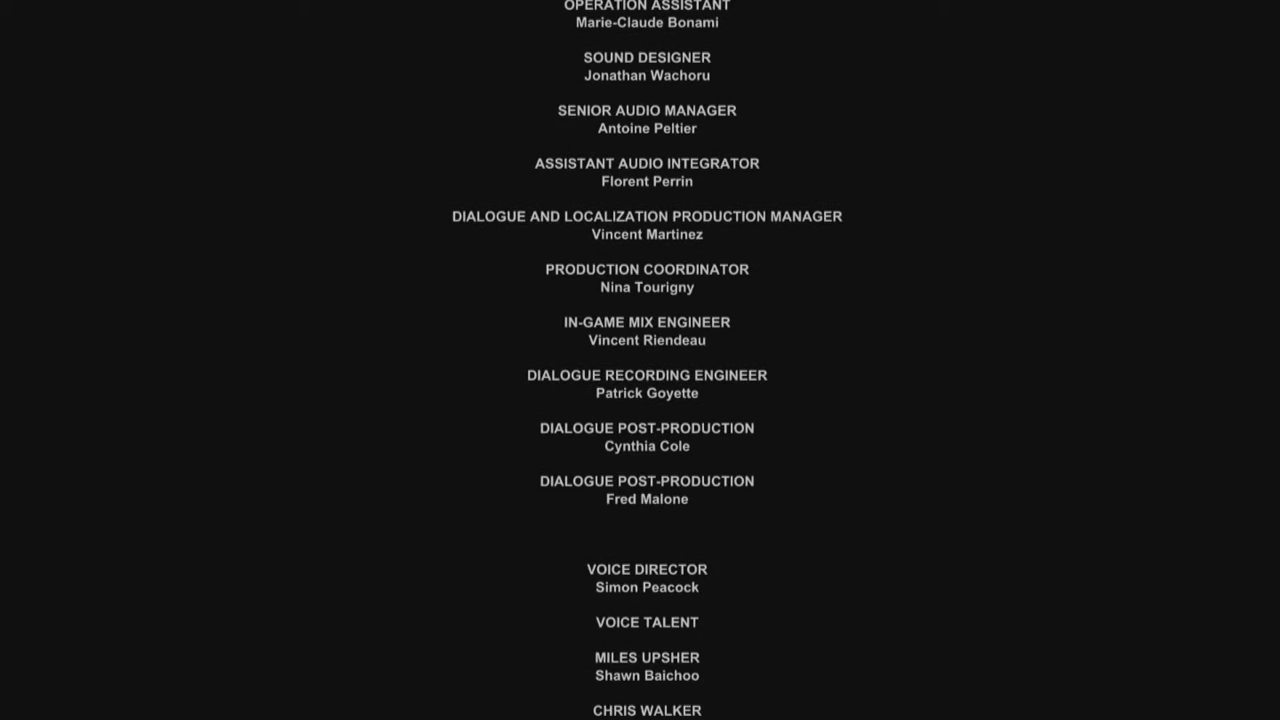 OPERATION ASSISTANT
Marie-Claude Bonami
SOUND DESIGNER
Jonathan Wachoru
SENIOR AUDIO MANAGER
Antoine Peltier
ASSISTANT AUDIO INTEGRATOR
Florent Perrin
DIALOGUE AND LOCALIZATION PRODUCTION MANAGER
Vincent Martinez
PRODUCTION COORDINATOR
Nina Tourigny
IN-GAME MIX ENGINEER
Vincent Riendeau
DIALOGUE RECORDING ENGINEER
Patrick Goyette
DIALOGUE POST-PRODUCTION
Cynthia Cole
DIALOGUE POST-PRODUCTION
Fred Malone
VOICE DIRECTOR
Simon Peacock
VOICE TALENT
MILES UPSHER
Shawn Baichoo
CHRIS WALKER